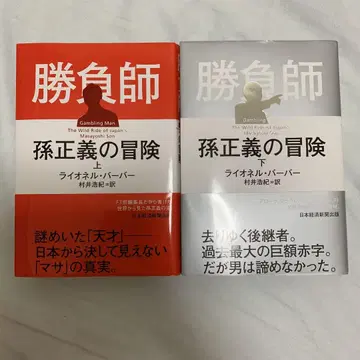 勝負師
Gambling Man
The Wild Ride of Japan's
Masayoshi Son
孫正義の冒険
上
ライオネル・バーバー
村井浩紀▪訳
謎めいた「天才」——
日本から決して見えない
「マサ」の真実。
勝負師
Gambling Man
孫正義の冒険
下
ライオネル・バーバー
村井浩紀▪訳
日本経済新聞出版
去りゆく後継者。
過去最大の巨額赤字。
だが男は諦めなかった。